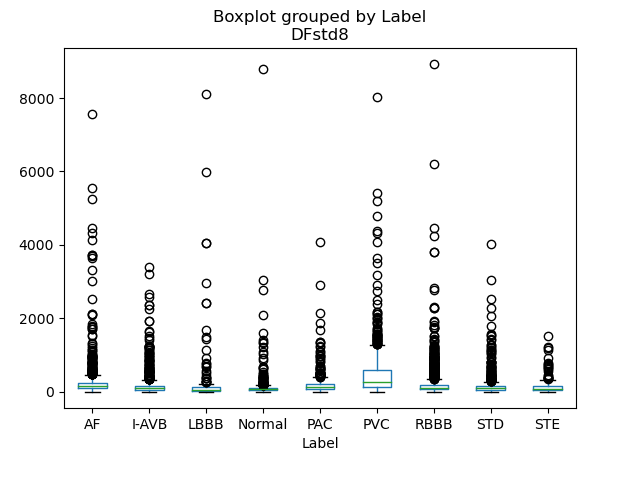 Boxplot grouped by Label
DFstd8
8000
6000
4000
2000
0
AF I-AVB LBBB Normal PAC PVC RBBB STD STE
Label